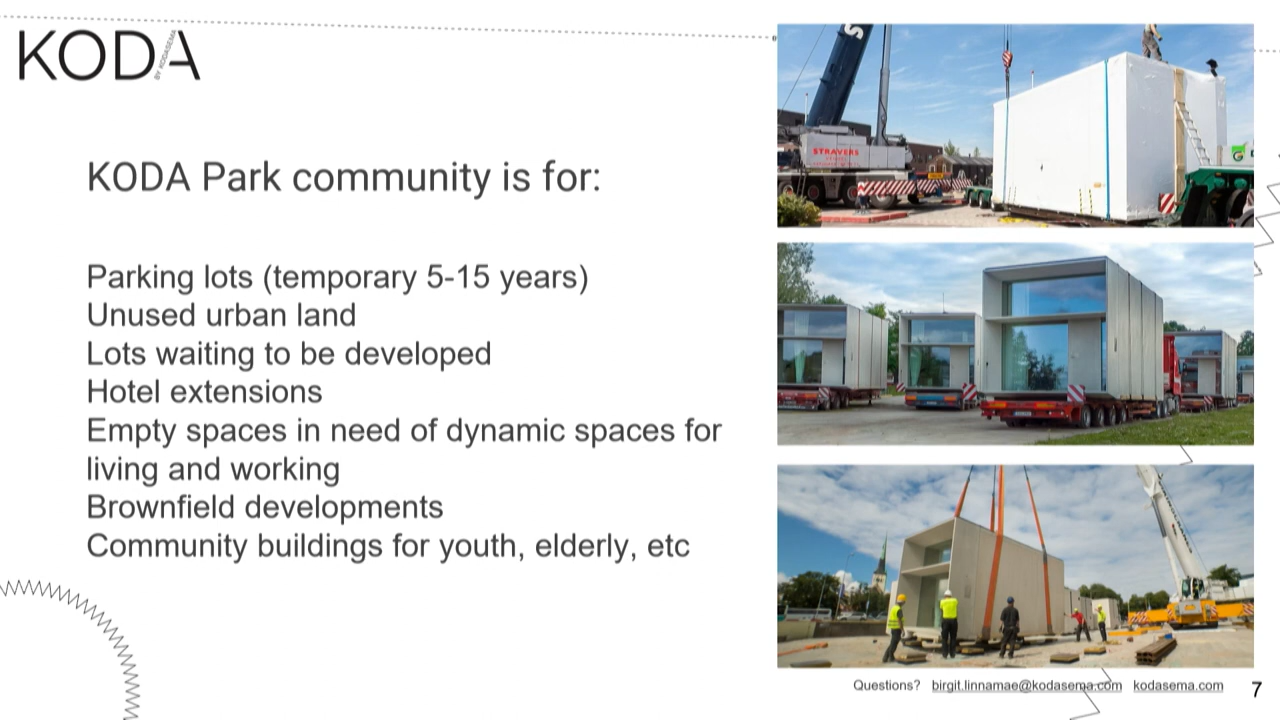 KODA
BY KODASEMA
KODA Park community is for:
Parking lots (temporary 5-15 years)
Unused urban land
Lots waiting to be developed
Hotel extensions
Empty spaces in need of dynamic spaces for
living and working
Brownfield developments
Community buildings for youth, elderly, etc
STRAVERS
Questions? birgit.linnamae@kodasema.com kodasema.com
7